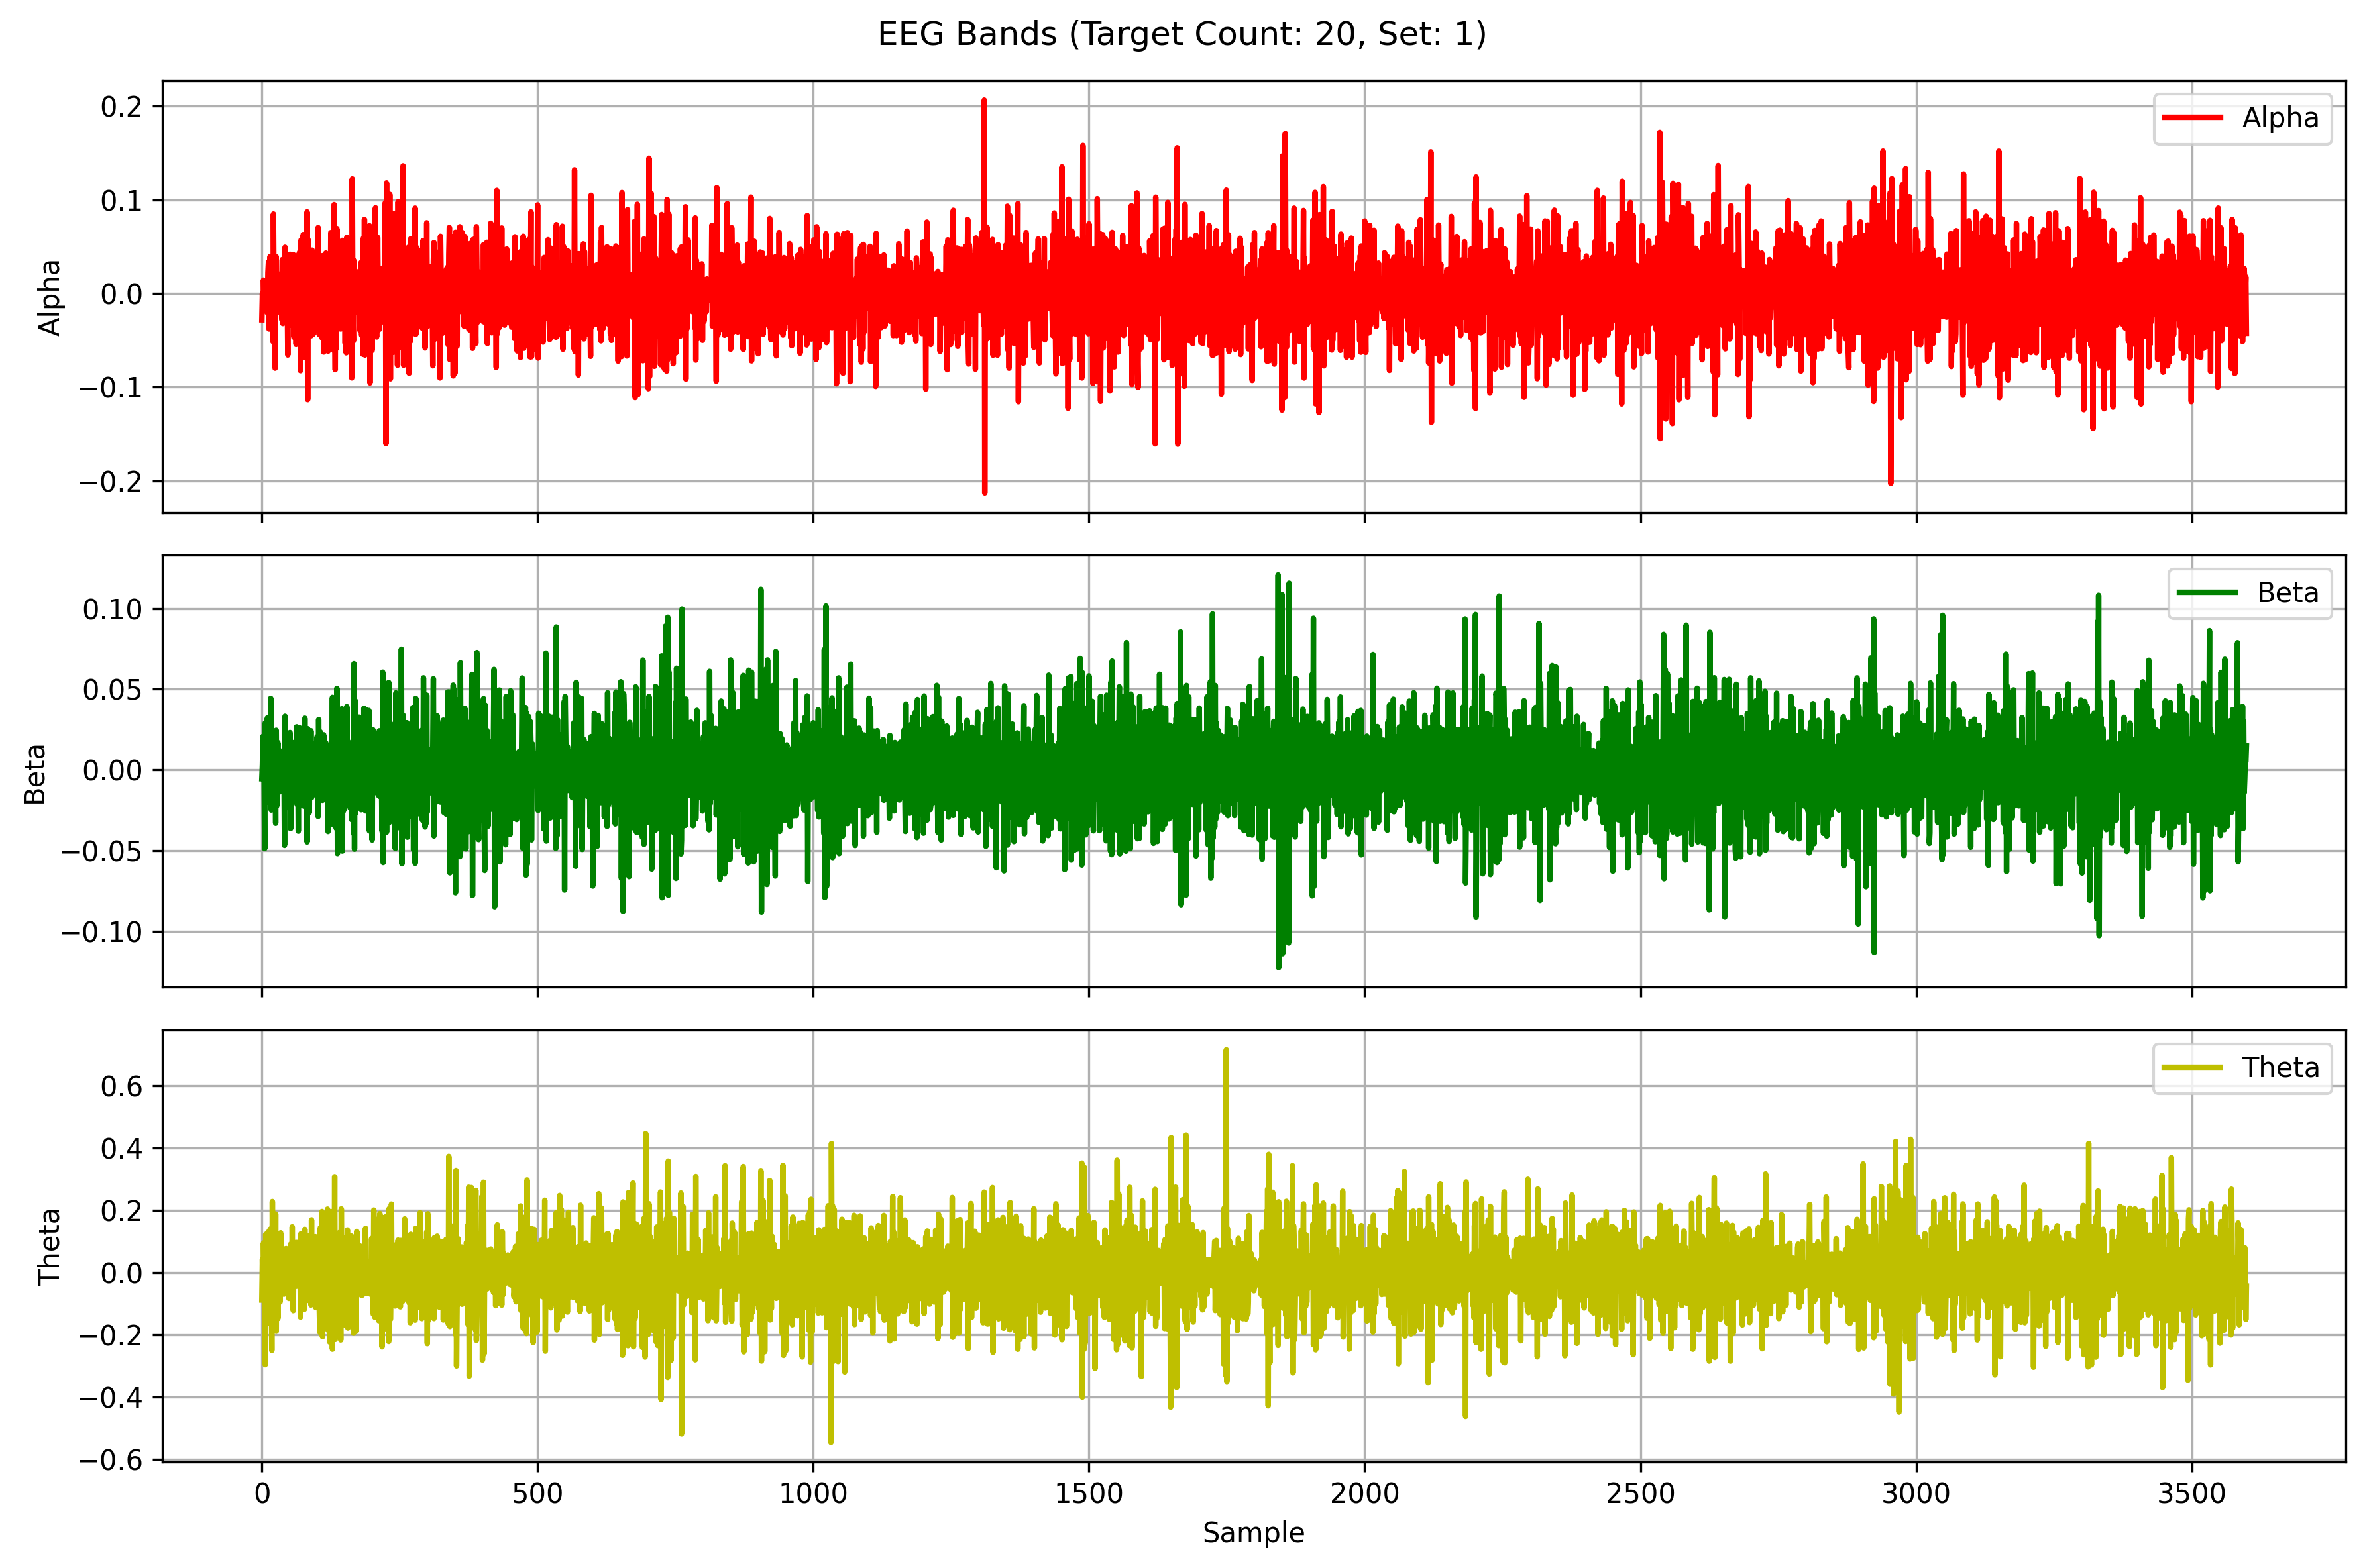 EEG Bands (Target Count: 20, Set: 1)
0.2
0.1
0.0
−0.1
−0.2
Alpha
Alpha
0.10
0.05
0.00
−0.05
−0.10
Beta
Beta
0.6
0.4
0.2
0.0
−0.2
−0.4
−0.6
Theta
Theta
0 500 1000 1500 2000 2500 3000 3500
Sample